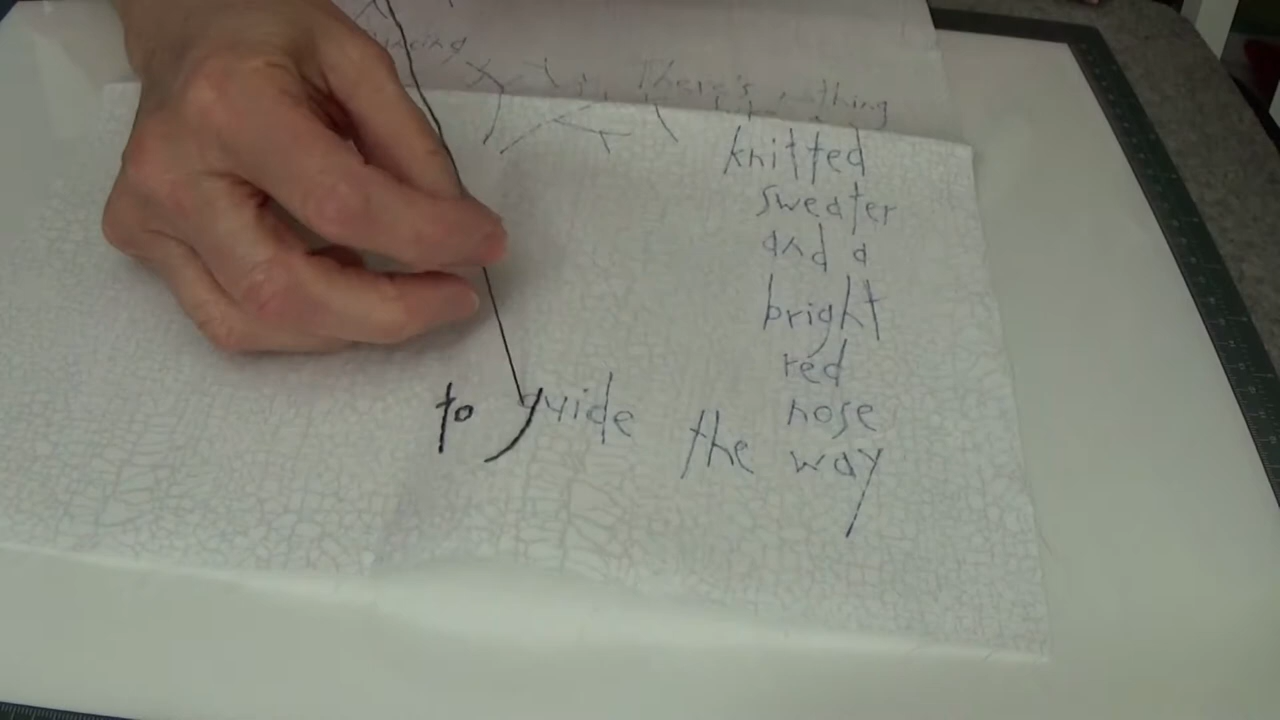 There's nothing
knitted
sweater
and a
bright
red
nose
to guide the way